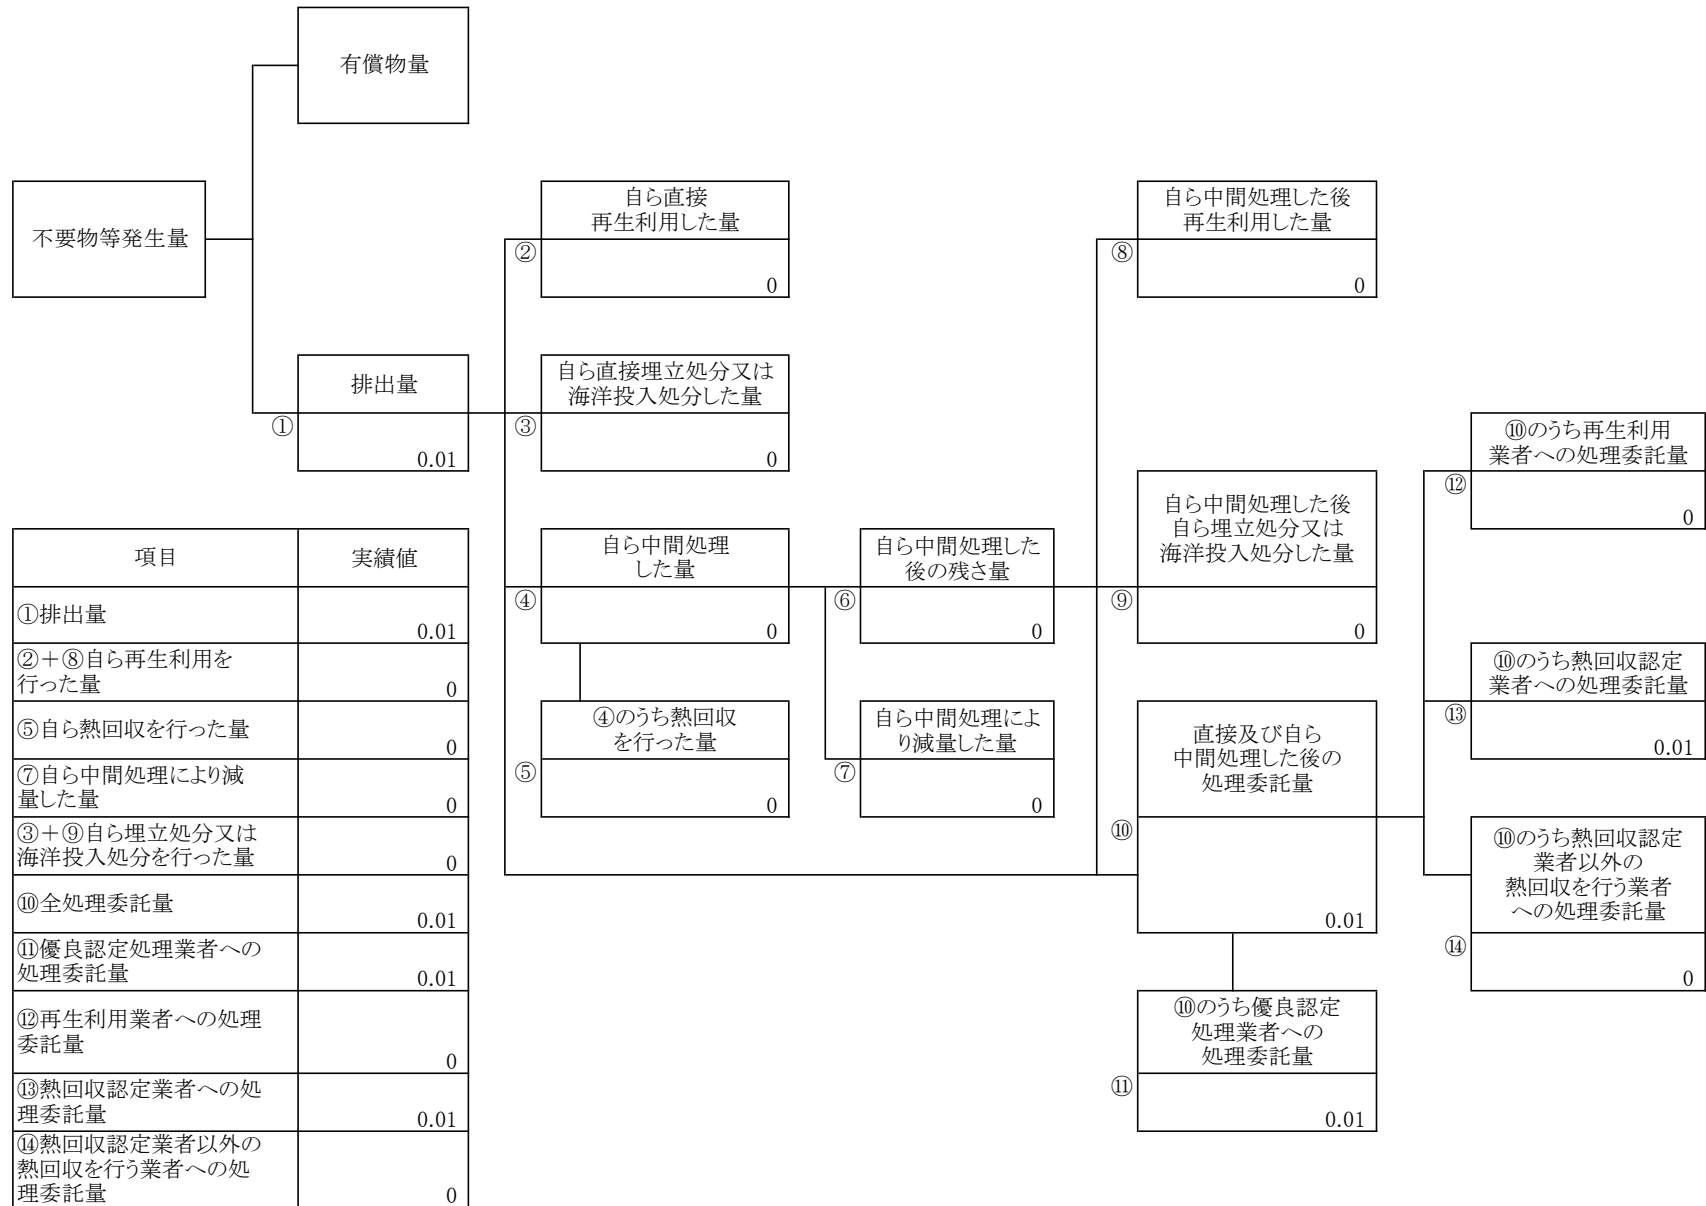 有償物量
不要物等発生量
自ら直接
再生利用した量
②
0
自ら中間処理した後
再生利用した量
⑧
0
排出量
①
0.01
自ら直接埋立処分又は
海洋投入処分した量
③
0
⑩のうち再生利用
業者への処理委託量
⑫
0
自ら中間処理
した量
④
0
自ら中間処理した
後の残さ量
⑥
0
自ら中間処理した後
自ら埋立処分又は
海洋投入処分した量
⑨
0
⑩のうち熱回収認定
業者への処理委託量
⑬
0.01
④のうち熱回収
を行った量
⑤
0
自ら中間処理によ
り減量した量
⑦
0
直接及び自ら
中間処理した後の
処理委託量
⑩
0.01
⑩のうち熱回収認定
業者以外の
熱回収を行う業者
への処理委託量
⑭
0
⑩のうち優良認定
処理業者への
処理委託量
⑪
0.01
項目 実績値
①排出量
0.01
②＋⑧自ら再生利用を
行った量
0
⑤自ら熱回収を行った量
0
⑦自ら中間処理により減
量した量
0
③＋⑨自ら埋立処分又は
海洋投入処分を行った量
0
⑩全処理委託量
0.01
⑪優良認定処理業者への
処理委託量
0.01
⑫再生利用業者への処理
委託量
0
⑬熱回収認定業者への処
理委託量
0.01
⑭熱回収認定業者以外の
熱回収を行う業者への処
理委託量
0